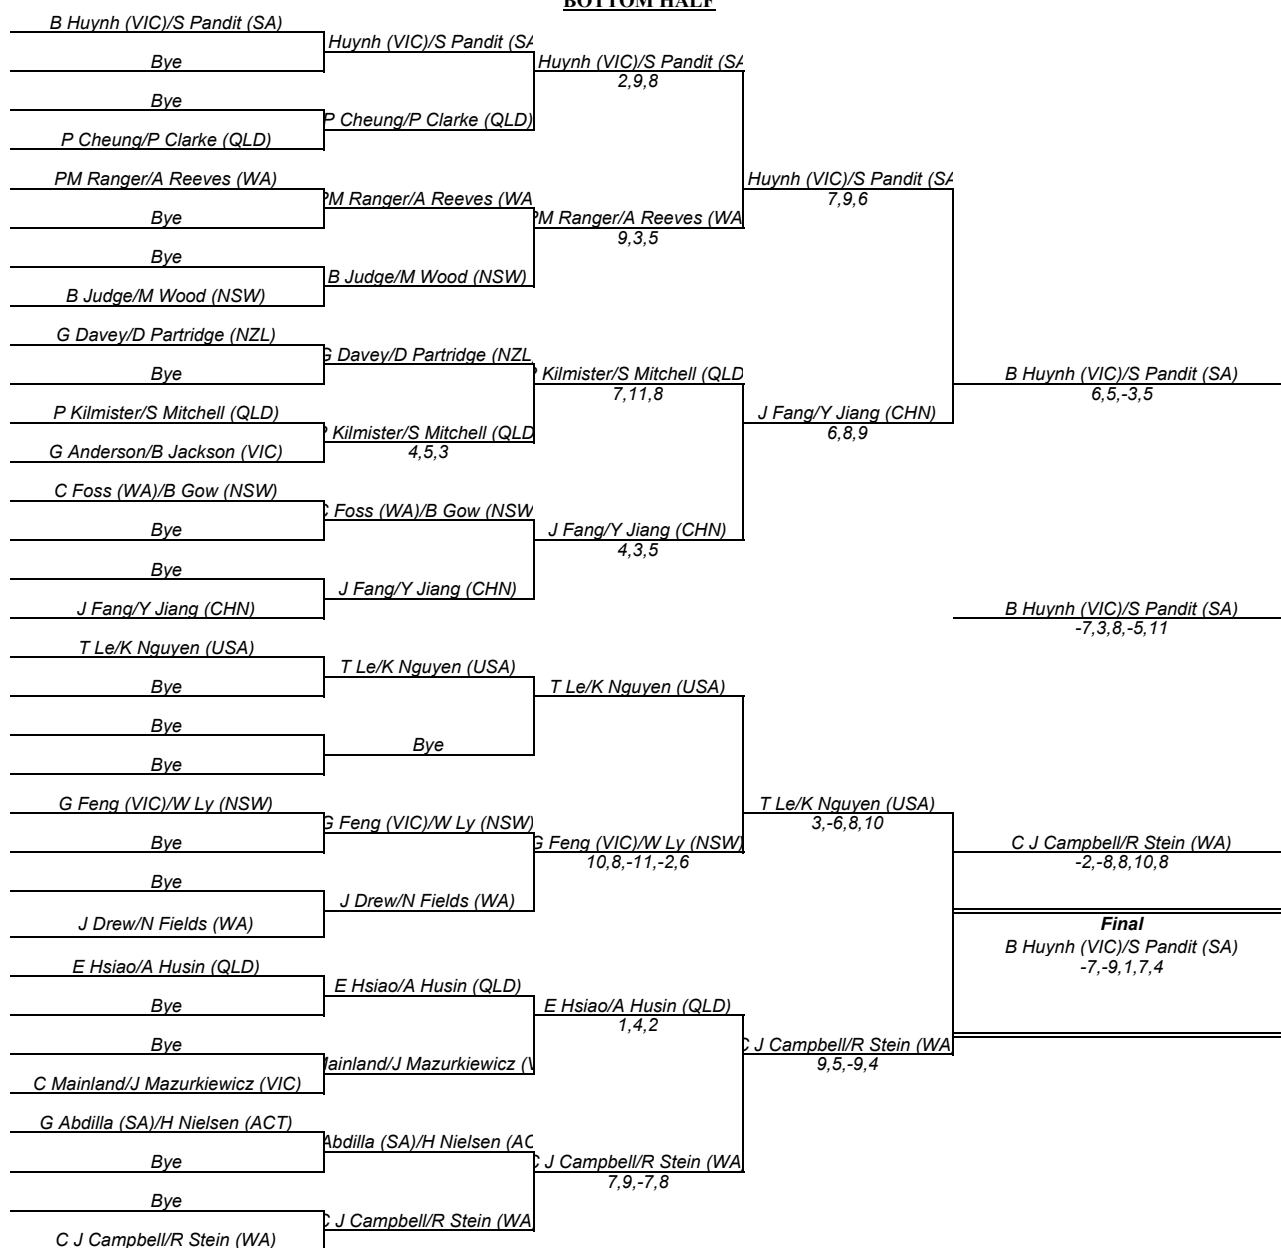 BOTTOM HALF
B Huynh (VIC)/S Pandit (SA)
Bye
Bye
P Cheung/P Clarke (QLD)
PM Ranger/A Reeves (WA)
Bye
Bye
B Judge/M Wood (NSW)
G Davey/D Partridge (NZL)
Bye
P Kilmister/S Mitchell (QLD)
G Anderson/B Jackson (VIC)
C Foss (WA)/B Gow (NSW)
Bye
Bye
J Fang/Y Jiang (CHN)
T Le/K Nguyen (USA)
Bye
Bye
Bye
G Feng (VIC)/W Ly (NSW)
Bye
Bye
J Drew/N Fields (WA)
E Hsiao/A Husin (QLD)
Bye
Bye
C Mainland/J Mazurkiewicz (VIC)
G Abdilla (SA)/H Nielsen (ACT)
Bye
Bye
C J Campbell/R Stein (WA)
Huynh (VIC)/S Pandit (SA
P Cheung/P Clarke (QLD)
PM Ranger/A Reeves (WA
B Judge/M Wood (NSW)
G Davey/D Partridge (NZL
P Kilmister/S Mitchell (QLD
4,5,3
C Foss (WA)/B Gow (NSW
J Fang/Y Jiang (CHN)
T Le/K Nguyen (USA)
Bye
G Feng (VIC)/W Ly (NSW)
J Drew/N Fields (WA)
E Hsiao/A Husin (QLD)
Mainland/J Mazurkiewicz (V
Abdilla (SA)/H Nielsen (AC
C J Campbell/R Stein (WA
Huynh (VIC)/S Pandit (SA
2,9,8
PM Ranger/A Reeves (WA
9,3,5
P Kilmister/S Mitchell (QLD
7,11,8
J Fang/Y Jiang (CHN)
4,3,5
T Le/K Nguyen (USA)
G Feng (VIC)/W Ly (NSW)
10,8,-11,-2,6
E Hsiao/A Husin (QLD)
1,4,2
C J Campbell/R Stein (WA
7,9,-7,8
Huynh (VIC)/S Pandit (SA
7,9,6
J Fang/Y Jiang (CHN)
6,8,9
T Le/K Nguyen (USA)
3,-6,8,10
C J Campbell/R Stein (WA
9,5,-9,4
B Huynh (VIC)/S Pandit (SA)
6,5,-3,5
B Huynh (VIC)/S Pandit (SA)
-7,3,8,-5,11
C J Campbell/R Stein (WA)
-2,-8,8,10,8
Final
B Huynh (VIC)/S Pandit (SA)
-7,-9,1,7,4